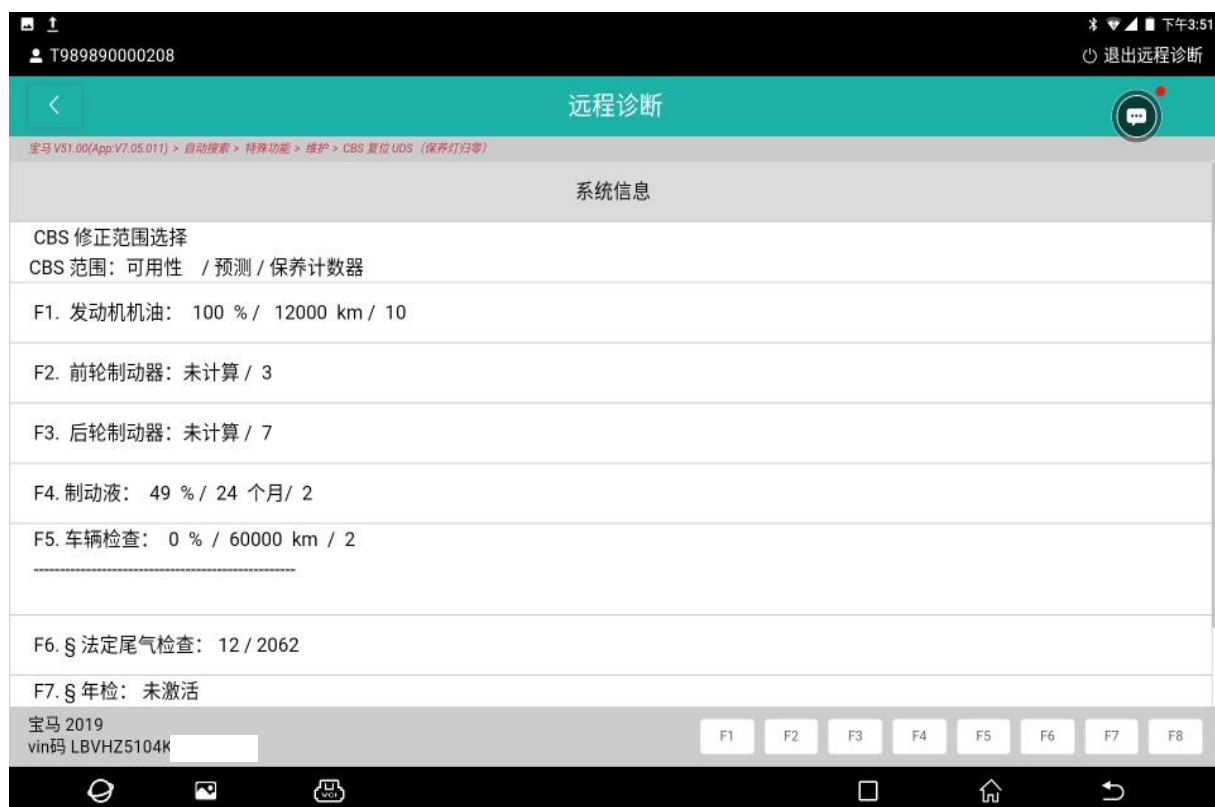 下午3:51
T989890000208
退出远程诊断
远程诊断
宝马 V51.00(App:V7.05.011) > 自动搜索 > 特殊功能 > 维护 > CBS 复位 UDS（保养灯归零）
系统信息
CBS 修正范围选择
CBS 范围：可用性 / 预测 / 保养计数器
F1. 发动机机油： 100 % / 12000 km / 10
F2. 前轮制动器：未计算 / 3
F3. 后轮制动器：未计算 / 7
F4. 制动液： 49 % / 24 个月/ 2
F5. 车辆检查： 0 % / 60000 km / 2
--------------------------------------------------
F6. § 法定尾气检查： 12 / 2062
F7. § 年检： 未激活
宝马 2019
vin码 LBVHZ5104K
F1 F2 F3 F4 F5 F6 F7 F8
VCI